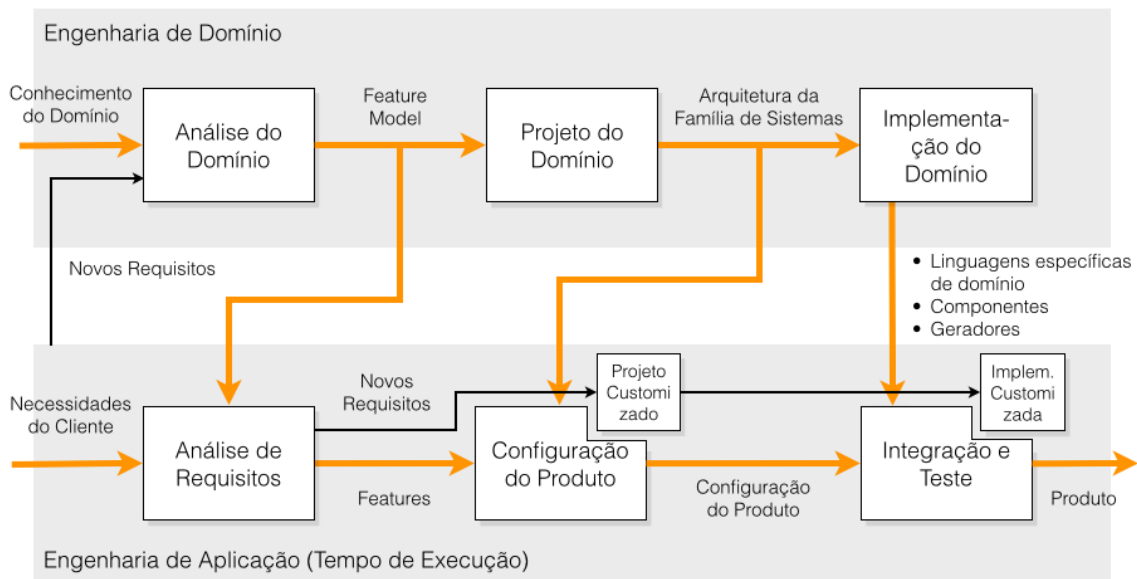 Engenharia de Domínio
Conhecimento
do Domínio
Análise do
Domínio
Feature
Model
Projeto do
Domínio
Arquitetura da
Família de Sistemas
Implementa-
ção do
Domínio
Novos Requisitos
• Linguagens específicas
de domínio
• Componentes
• Geradores
Necessidades
do Cliente
Análise de
Requisitos
Novos
Requisitos
Features
Projeto
Customi
zado
Configuração
do Produto
Configuração
do Produto
Implem.
Customi
zada
Integração e
Teste
Produto
Engenharia de Aplicação (Tempo de Execução)